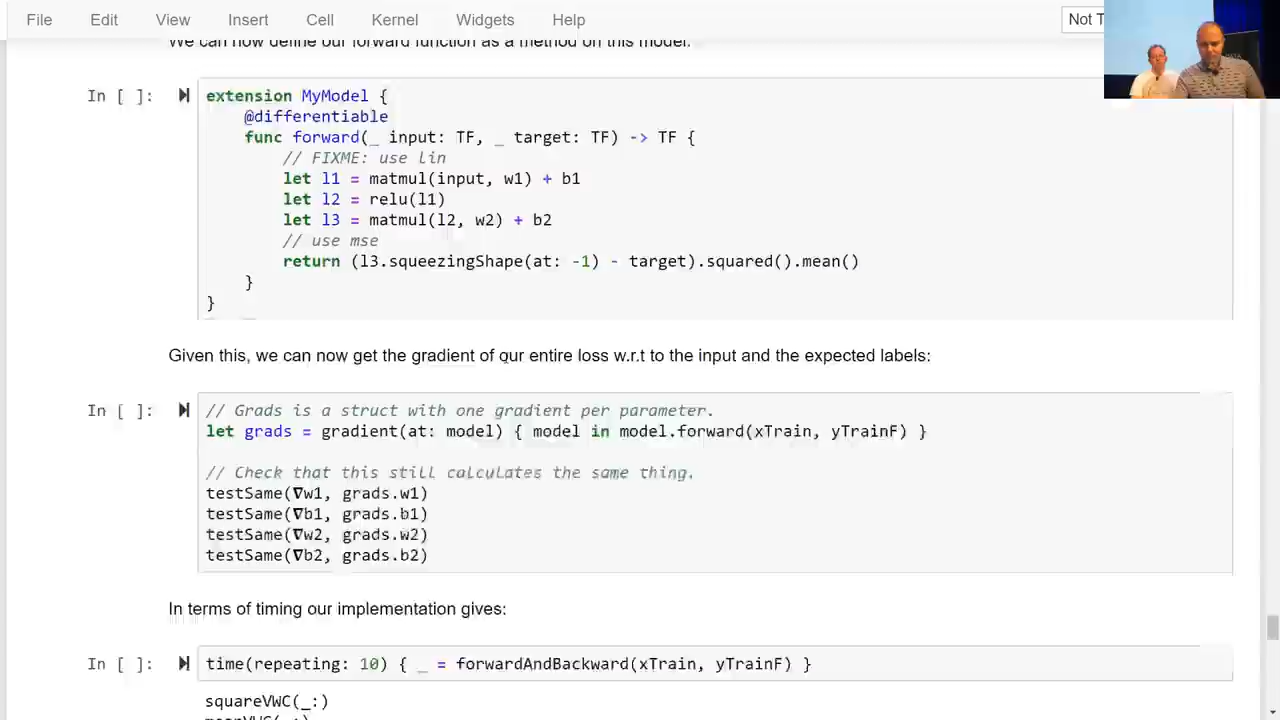 File Edit View Insert Cell Kernel Widgets Help Not T
We can now define our forward function as a method on this model.
In [ ]: extension MyModel {
@differentiable
func forward(_ input: TF, _ target: TF) -> TF {
// FIXME: use lin
let l1 = matmul(input, w1) + b1
let l2 = relu(l1)
let l3 = matmul(l2, w2) + b2
// use mse
return (l3.squeezingShape(at: -1) - target).squared().mean()
}
}
Given this, we can now get the gradient of our entire loss w.r.t to the input and the expected labels:
In [ ]: // Grads is a struct with one gradient per parameter.
let grads = gradient(at: model) { model in model.forward(xTrain, yTrainF) }
// Check that this still calculates the same thing.
testSame(∇w1, grads.w1)
testSame(∇b1, grads.b1)
testSame(∇w2, grads.w2)
testSame(∇b2, grads.b2)
In terms of timing our implementation gives:
In [ ]: time(repeating: 10) { _ = forwardAndBackward(xTrain, yTrainF) }
squareVWC(_:)
meanVWC(_:)